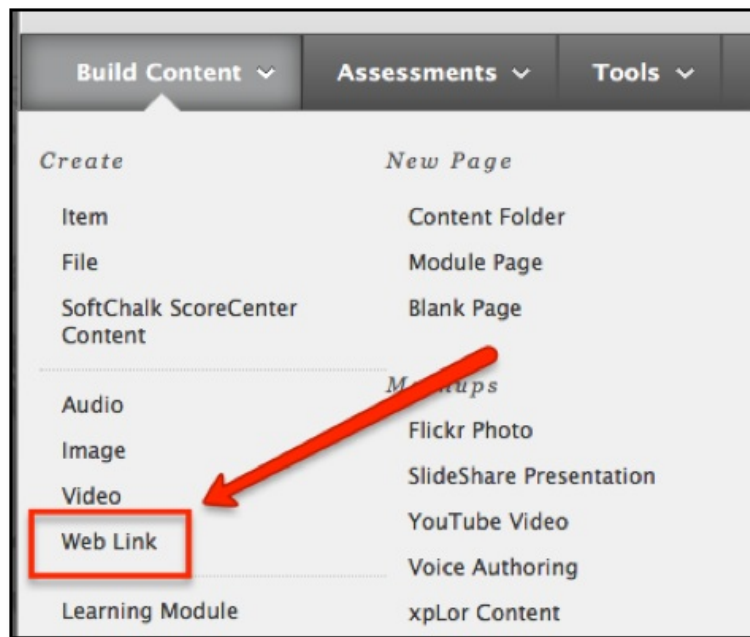 Build Content Assessments Tools
Create
Item
File
SoftChalk ScoreCenter
Content
Audio
Image
Video
Web Link
Learning Module
New Page
Content Folder
Module Page
Blank Page
Mashups
Flickr Photo
SlideShare Presentation
YouTube Video
Voice Authoring
xpLor Content